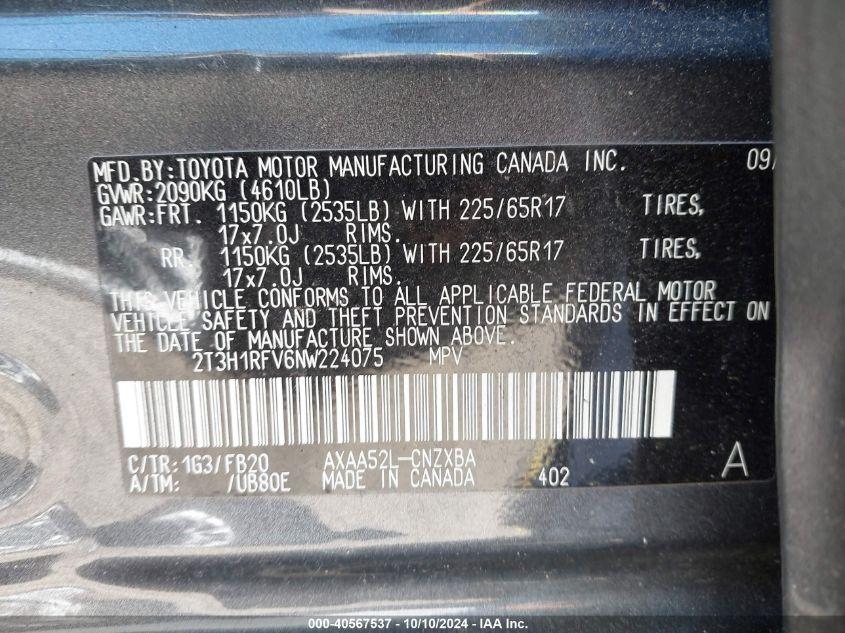 MFD.BY:TOYOTA MOTOR MANUFACTURING CANADA INC. 09/
GVWR:2090KG (4610LB)
GAWR:FRT. 1150KG (2535LB) WITH 225/65R17 TIRES,
17x7.0J RIMS.
RR. 1150KG (2535LB) WITH 225/65R17 TIRES,
17x7.0J RIMS.
THIS VEHICLE CONFORMS TO ALL APPLICABLE FEDERAL MOTOR
VEHICLE SAFETY AND THEFT PREVENTION STANDARDS IN EFFECT ON
THE DATE OF MANUFACTURE SHOWN ABOVE.
2T3H1RFV6NW224075 MPV
C/TR:1G3/FB20 AXAA52L-CNZXBA
A/TM: /UB80E MADE IN CANADA 402 A
000-40567537 - 10/10/2024 - IAA Inc.